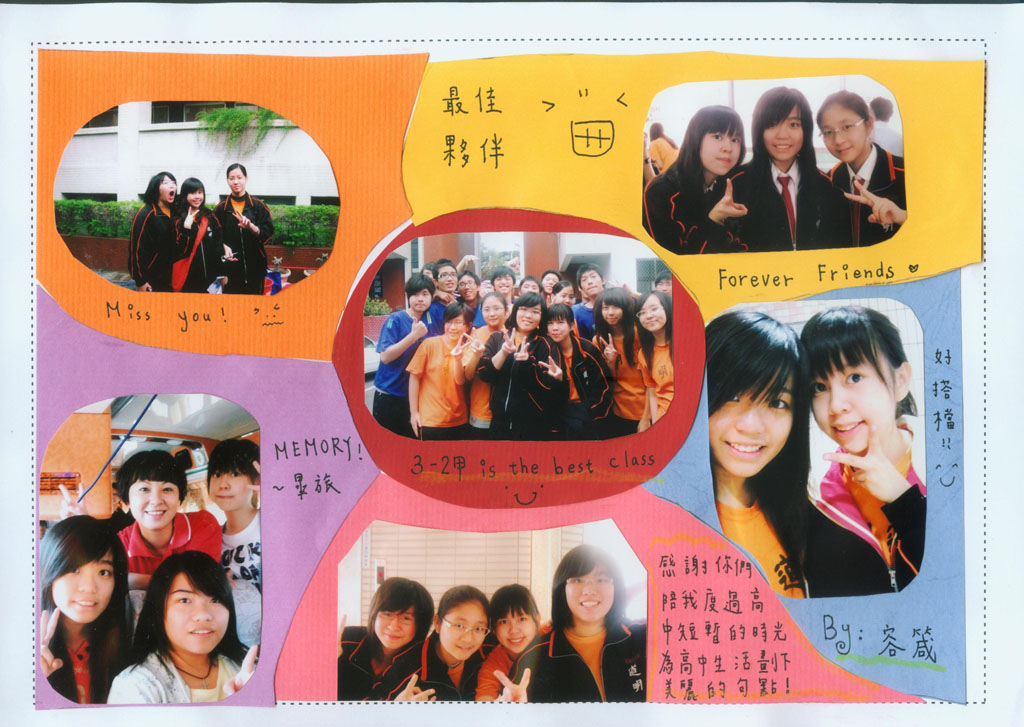 最佳
夥伴
Forever Friends
Miss you!
3-2甲 is the best class
MEMORY!
~畢旅
好
搭
檔!!
感謝你們
陪我度過高
中短暫的時光
為高中生活劃下
美麗的句點!
By: 容箴
道明